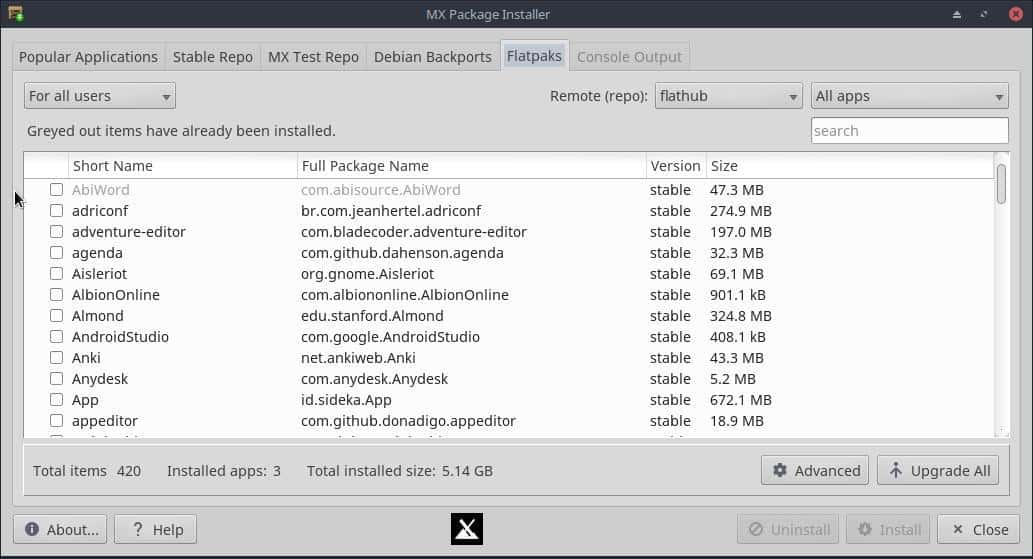 MX Package Installer
Popular Applications Stable Repo MX Test Repo Debian Backports Flatpaks Console Output
For all users Remote (repo): flathub All apps
Greyed out items have already been installed. search
Short Name Full Package Name Version Size
AbiWord com.abisource.AbiWord stable 47.3 MB
adriconf br.com.jeanhertel.adriconf stable 274.9 MB
adventure-editor com.bladecoder.adventure-editor stable 197.0 MB
agenda com.github.dahenson.agenda stable 32.3 MB
Aisleriot org.gnome.Aisleriot stable 69.1 MB
AlbionOnline com.albiononline.AlbionOnline stable 901.1 kB
Almond edu.stanford.Almond stable 324.8 MB
AndroidStudio com.google.AndroidStudio stable 408.1 kB
Anki net.ankiweb.Anki stable 43.3 MB
Anydesk com.anydesk.Anydesk stable 5.2 MB
App id.sideka.App stable 672.1 MB
appeditor com.github.donadigo.appeditor stable 18.9 MB
Total items 420 Installed apps: 3 Total installed size: 5.14 GB Advanced Upgrade All
About... Help Uninstall Install Close